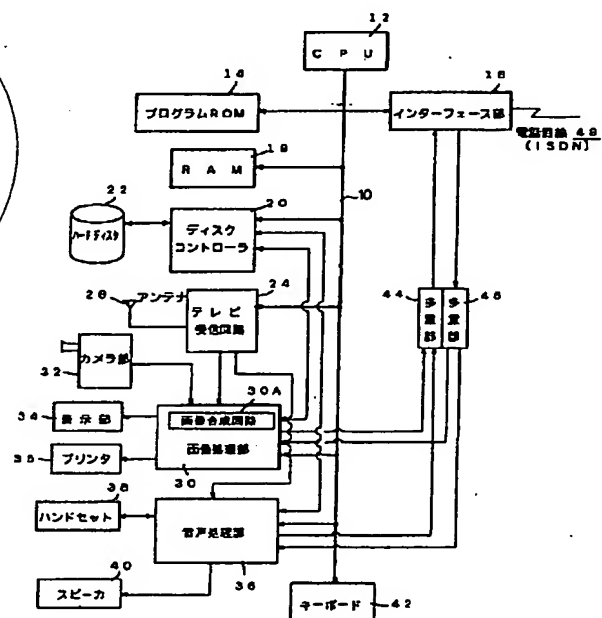 12
CPU
14
プログラムROM
16
インターフェース部
電話回線 48
(ISDN)
19
RAM
10
22
ハードディスク
20
ディスク
コントローラ
24
アンテナ
テレビ
受信回路
44
多重部
多重部
カメラ部
32
30A
画像合成回路
画像処理部
30
34
表示部
35
プリンタ
38
ハンドセット
音声処理部
36
40
スピーカ
キーボード
42